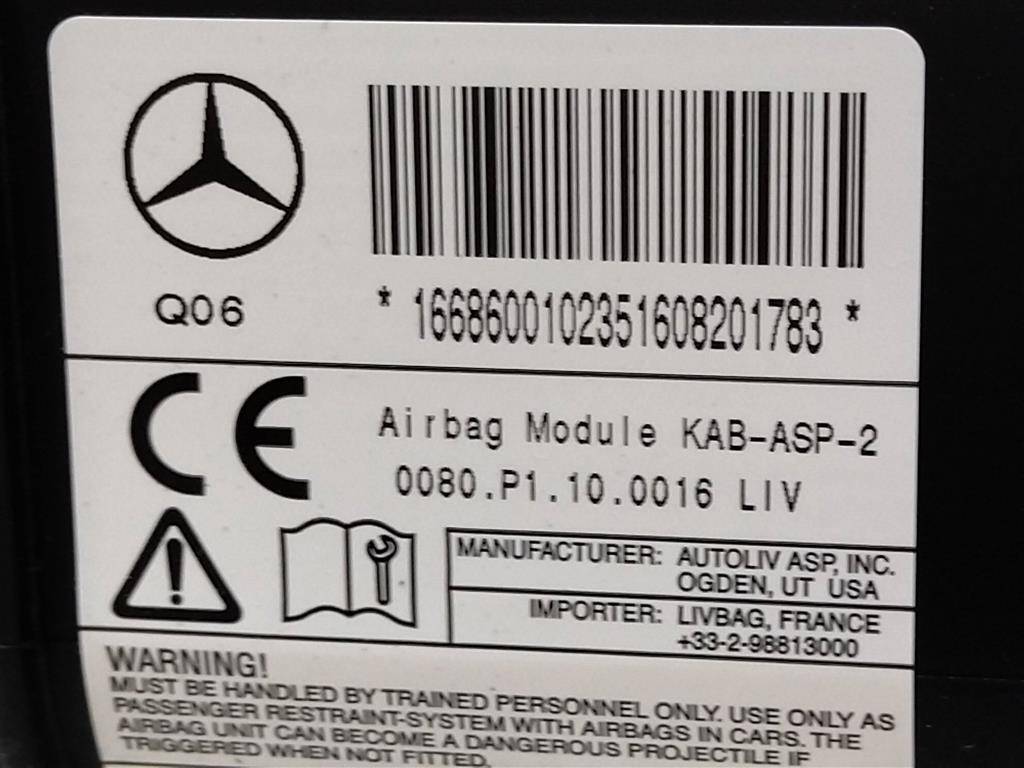 Q06
* 1668600102351608201783 *
CE
Airbag Module KAB-ASP-2
0080.P1.10.0016 LIV
MANUFACTURER: AUTOLIV ASP, INC.
OGDEN, UT USA
IMPORTER: LIVBAG, FRANCE
+33-2-98813000
WARNING!
MUST BE HANDLED BY TRAINED PERSONNEL ONLY. USE ONLY AS
PASSENGER RESTRAINT-SYSTEM WITH AIRBAGS IN CARS. THE
AIRBAG UNIT CAN BECOME A DANGEROUS PROJECTILE IF
TRIGGERED WHEN NOT FITTED.